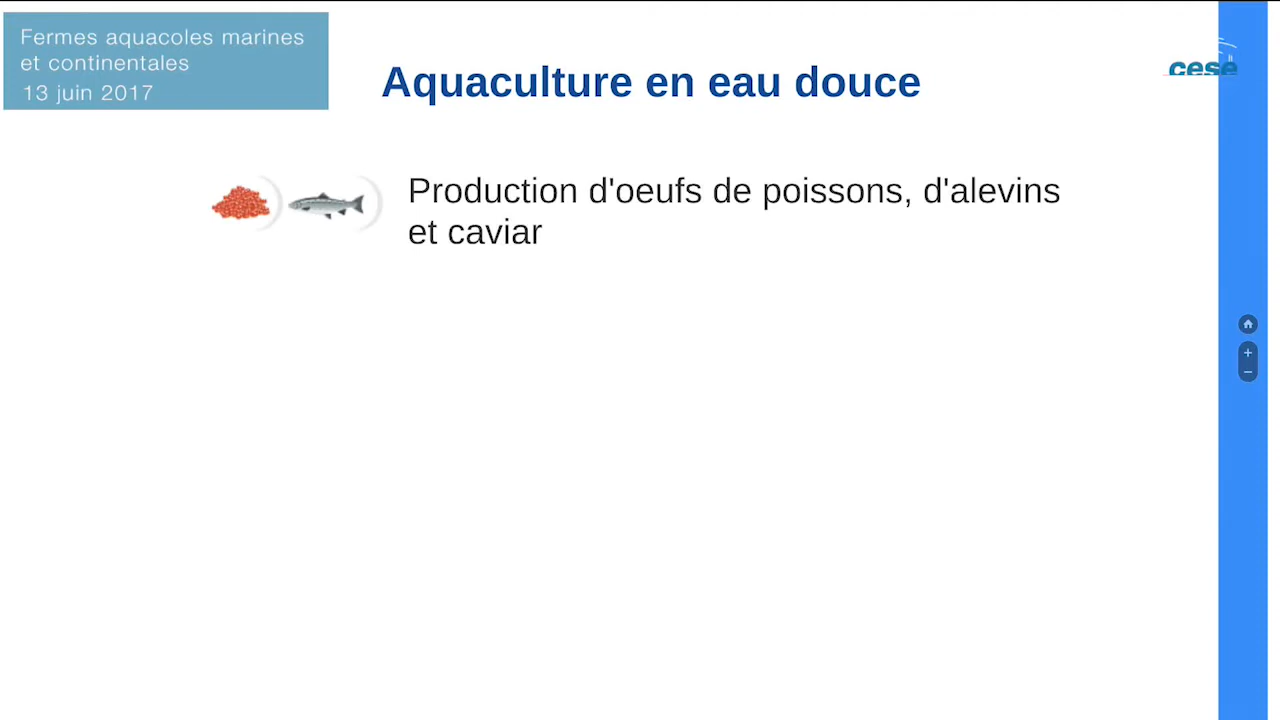 Fermes aquacoles marines
et continentales
13 juin 2017
Aquaculture en eau douce
cese
Production d'oeufs de poissons, d'alevins
et caviar